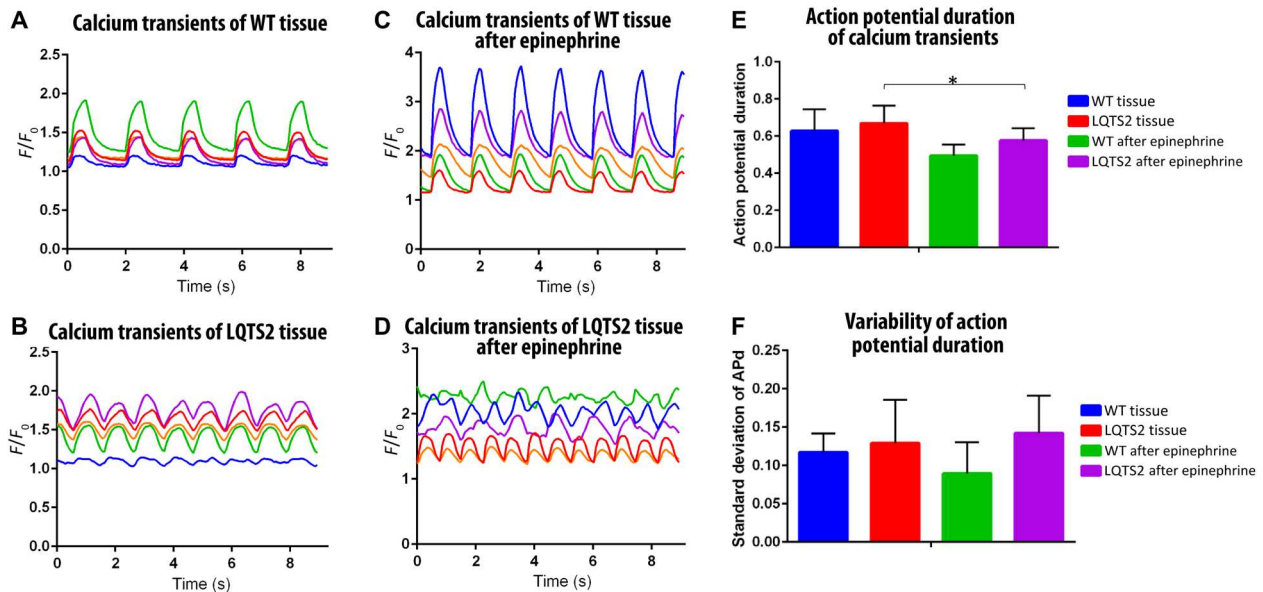 A
Calcium transients of WT tissue
2.5
2.0
1.5
1.0
0.5
0.0
F/F0
0 2 4 6 8
Time (s)
C
Calcium transients of WT tissue
after epinephrine
4
3
2
1
0
F/F0
0 2 4 6 8
Time (s)
E
Action potential duration
of calcium transients
1.0
0.8
0.6
0.4
0.2
0.0
Action potential duration
*
WT tissue
LQTS2 tissue
WT after epinephrine
LQTS2 after epinephrine
B
Calcium transients of LQTS2 tissue
2.5
2.0
1.5
1.0
0.5
0.0
F/F0
0 2 4 6 8
Time (s)
D
Calcium transients of LQTS2 tissue
after epinephrine
3
2
1
0
F/F0
0 2 4 6 8
Time (s)
F
Variability of action
potential duration
0.25
0.20
0.15
0.10
0.05
0.00
Standard deviation of APd
WT tissue
LQTS2 tissue
WT after epinephrine
LQTS2 after epinephrine